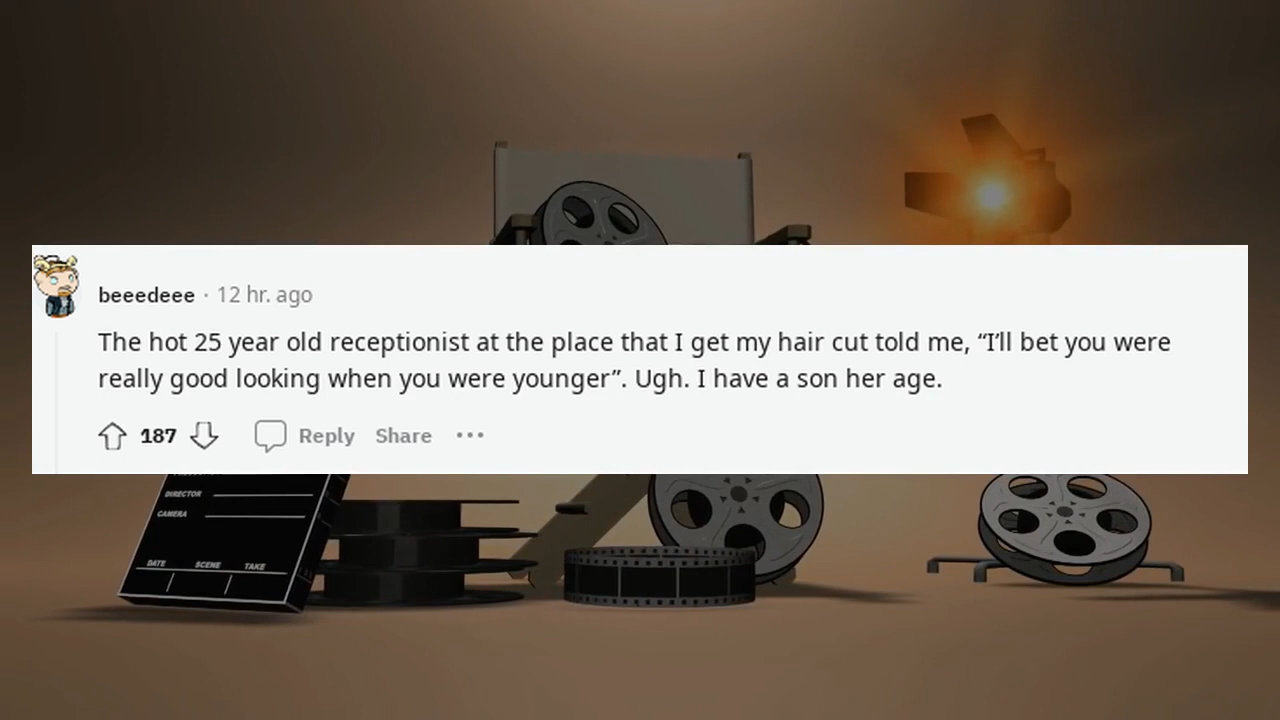 beeedeee · 12 hr. ago
The hot 25 year old receptionist at the place that I get my hair cut told me, “I’ll bet you were
really good looking when you were younger”. Ugh. I have a son her age.
187 Reply Share •••
DIRECTOR
CAMERA
DATE SCENE TAKE